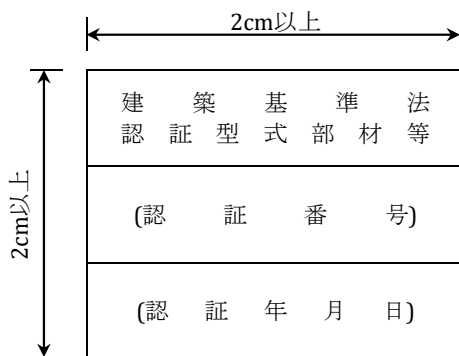 2cm以上
2cm以上
建築基準法
認証型式部材等
(認証番号)
(認証年月日)